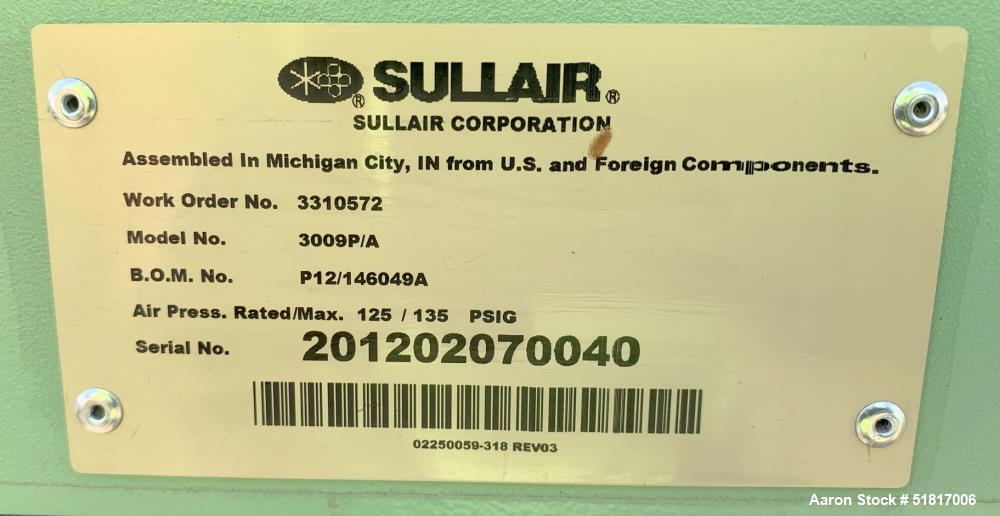 SULLAIR®
SULLAIR CORPORATION
Assembled In Michigan City, IN from U.S. and Foreign Components.
Work Order No. 3310572
Model No. 3009P/A
B.O.M. No. P12/146049A
Air Press. Rated/Max. 125 / 135 PSIG
Serial No. 201202070040
02250059-318 REV03
Aaron Stock # 51817006